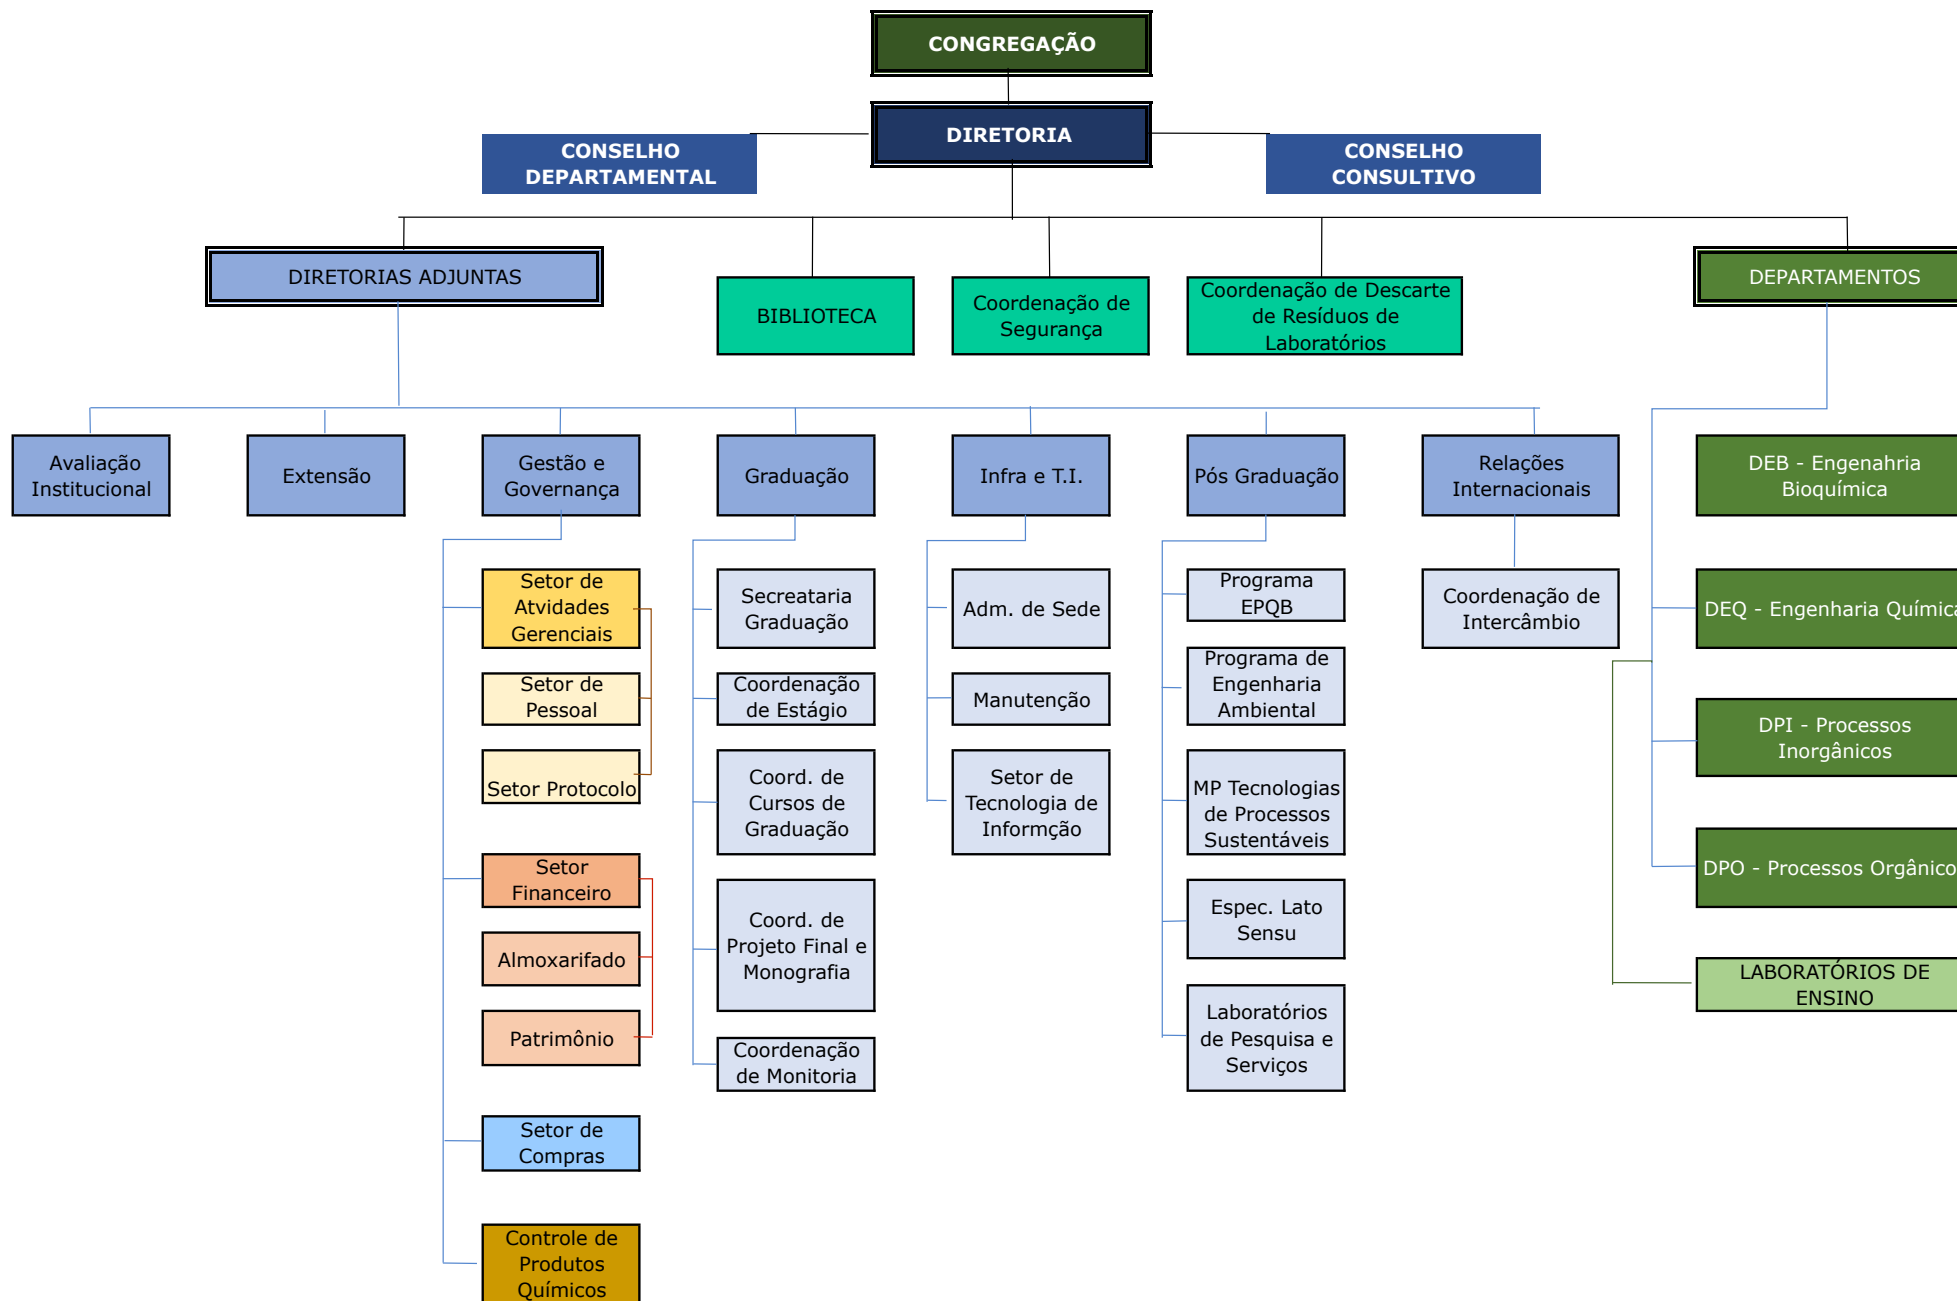 CONGREGAÇÃO
DIRETORIA
CONSELHO
DEPARTAMENTAL
CONSELHO
CONSULTIVO
DIRETORIAS ADJUNTAS
BIBLIOTECA
Coordenação de
Segurança
Coordenação de Descarte
de Resíduos de
Laboratórios
DEPARTAMENTOS
Avaliação
Institucional
Extensão
Gestão e
Governança
Graduação
Infra e T.I.
Pós Graduação
Relações
Internacionais
DEB - Engenahria
Bioquímica
Setor de
Atvidades
Gerenciais
Setor de
Pessoal
Setor Protocolo
Setor
Financeiro
Almoxarifado
Patrimônio
Setor de
Compras
Controle de
Produtos
Químicos
Secreataria
Graduação
Coordenação
de Estágio
Coord. de
Cursos de
Graduação
Coord. de
Projeto Final e
Monografia
Coordenação
de Monitoria
Adm. de Sede
Manutenção
Setor de
Tecnologia de
Informção
Programa
EPQB
Programa de
Engenharia
Ambiental
MP Tecnologias
de Processos
Sustentáveis
Espec. Lato
Sensu
Laboratórios
de Pesquisa e
Serviços
Coordenação de
Intercâmbio
DEQ - Engenharia Química
DPI - Processos
Inorgânicos
DPO - Processos Orgânico
LABORATÓRIOS DE
ENSINO